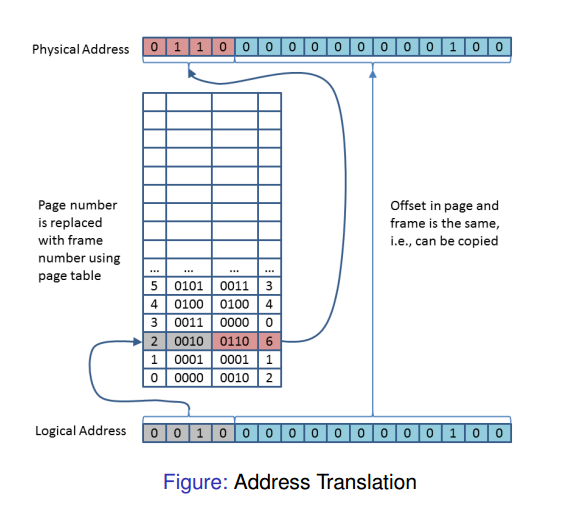 Physical Address 0 1 1 0 0 0 0 0 0 0 0 0 0 1 0 0
Page number
is replaced
with frame
number using
page table
Offset in page and
frame is the same,
i.e., can be copied
... ... ... ...
5 0101 0011 3
4 0100 0100 4
3 0011 0000 0
2 0010 0110 6
1 0001 0001 1
0 0000 0010 2
Logical Address 0 0 1 0 0 0 0 0 0 0 0 0 0 1 0 0
Figure: Address Translation